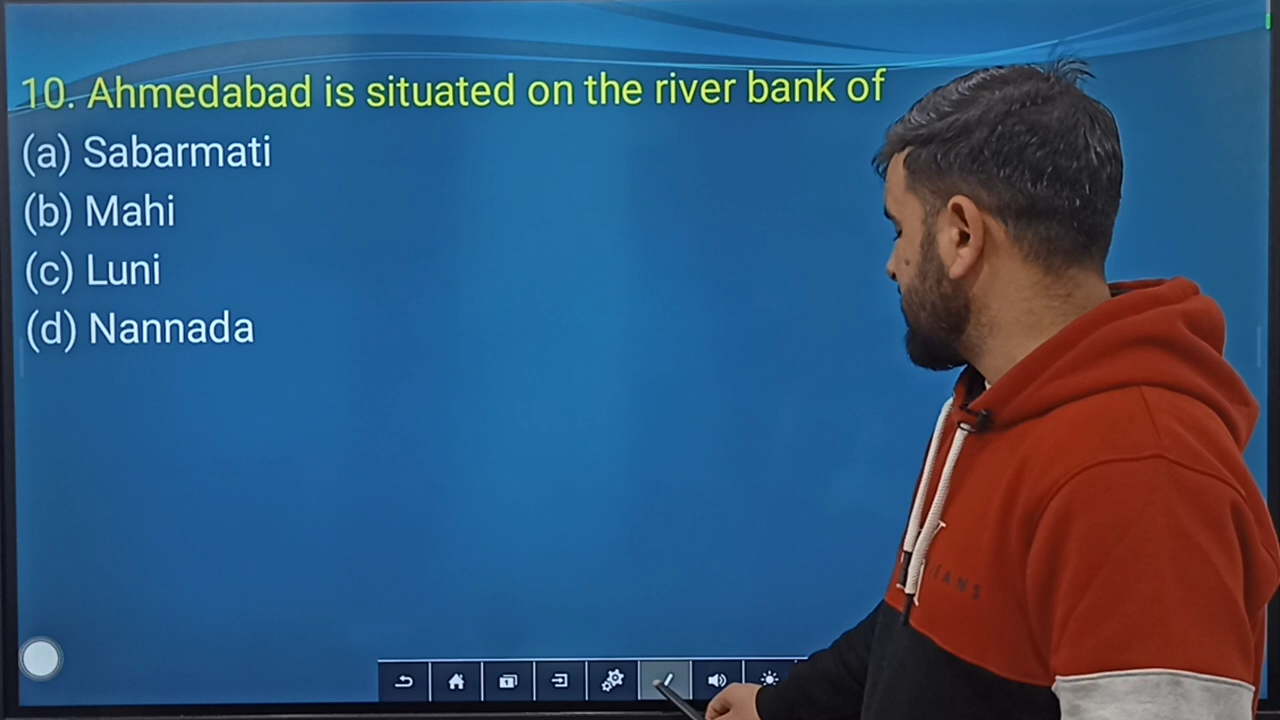 10. Ahmedabad is situated on the river bank of
(a) Sabarmati
(b) Mahi
(c) Luni
(d) Nannada